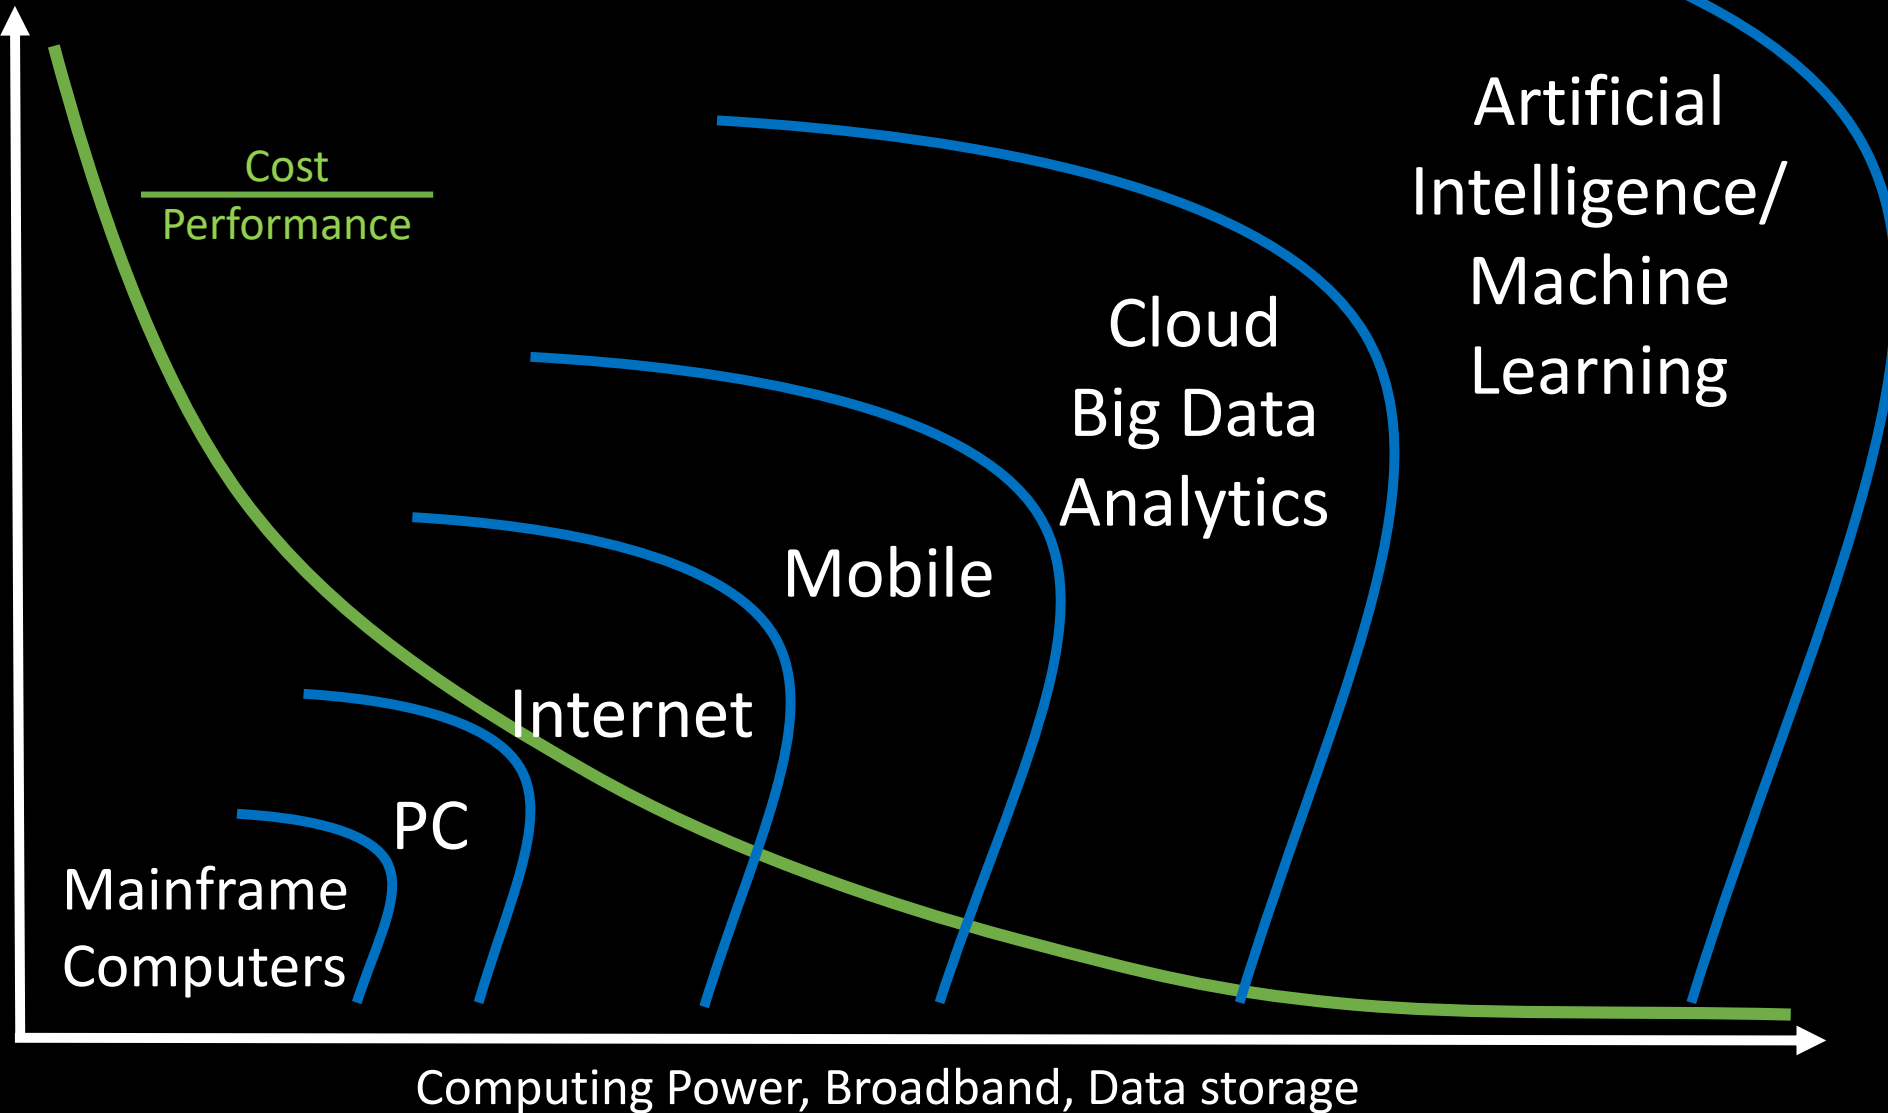 Cost
Performance
Artificial
Intelligence/
Machine
Learning
Cloud
Big Data
Analytics
Mobile
Internet
PC
Mainframe
Computers
Computing Power, Broadband, Data storage